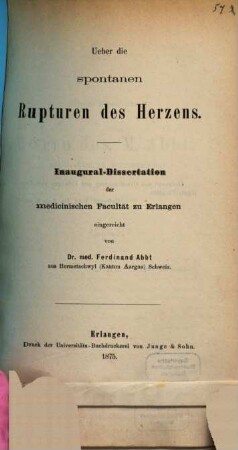 Ueber die
spontanen
Rupturen des Herzens.
Inaugural-Dissertation
der
medicinischen Facultät zu Erlangen
eingereicht
von
Dr. med. Ferdinand Abbt
aus Hermetschwyl (Kanton Aargau) Schweiz.
Erlangen,
Druck der Universitäts-Buchdruckerei von Junge & Sohn.
1875.